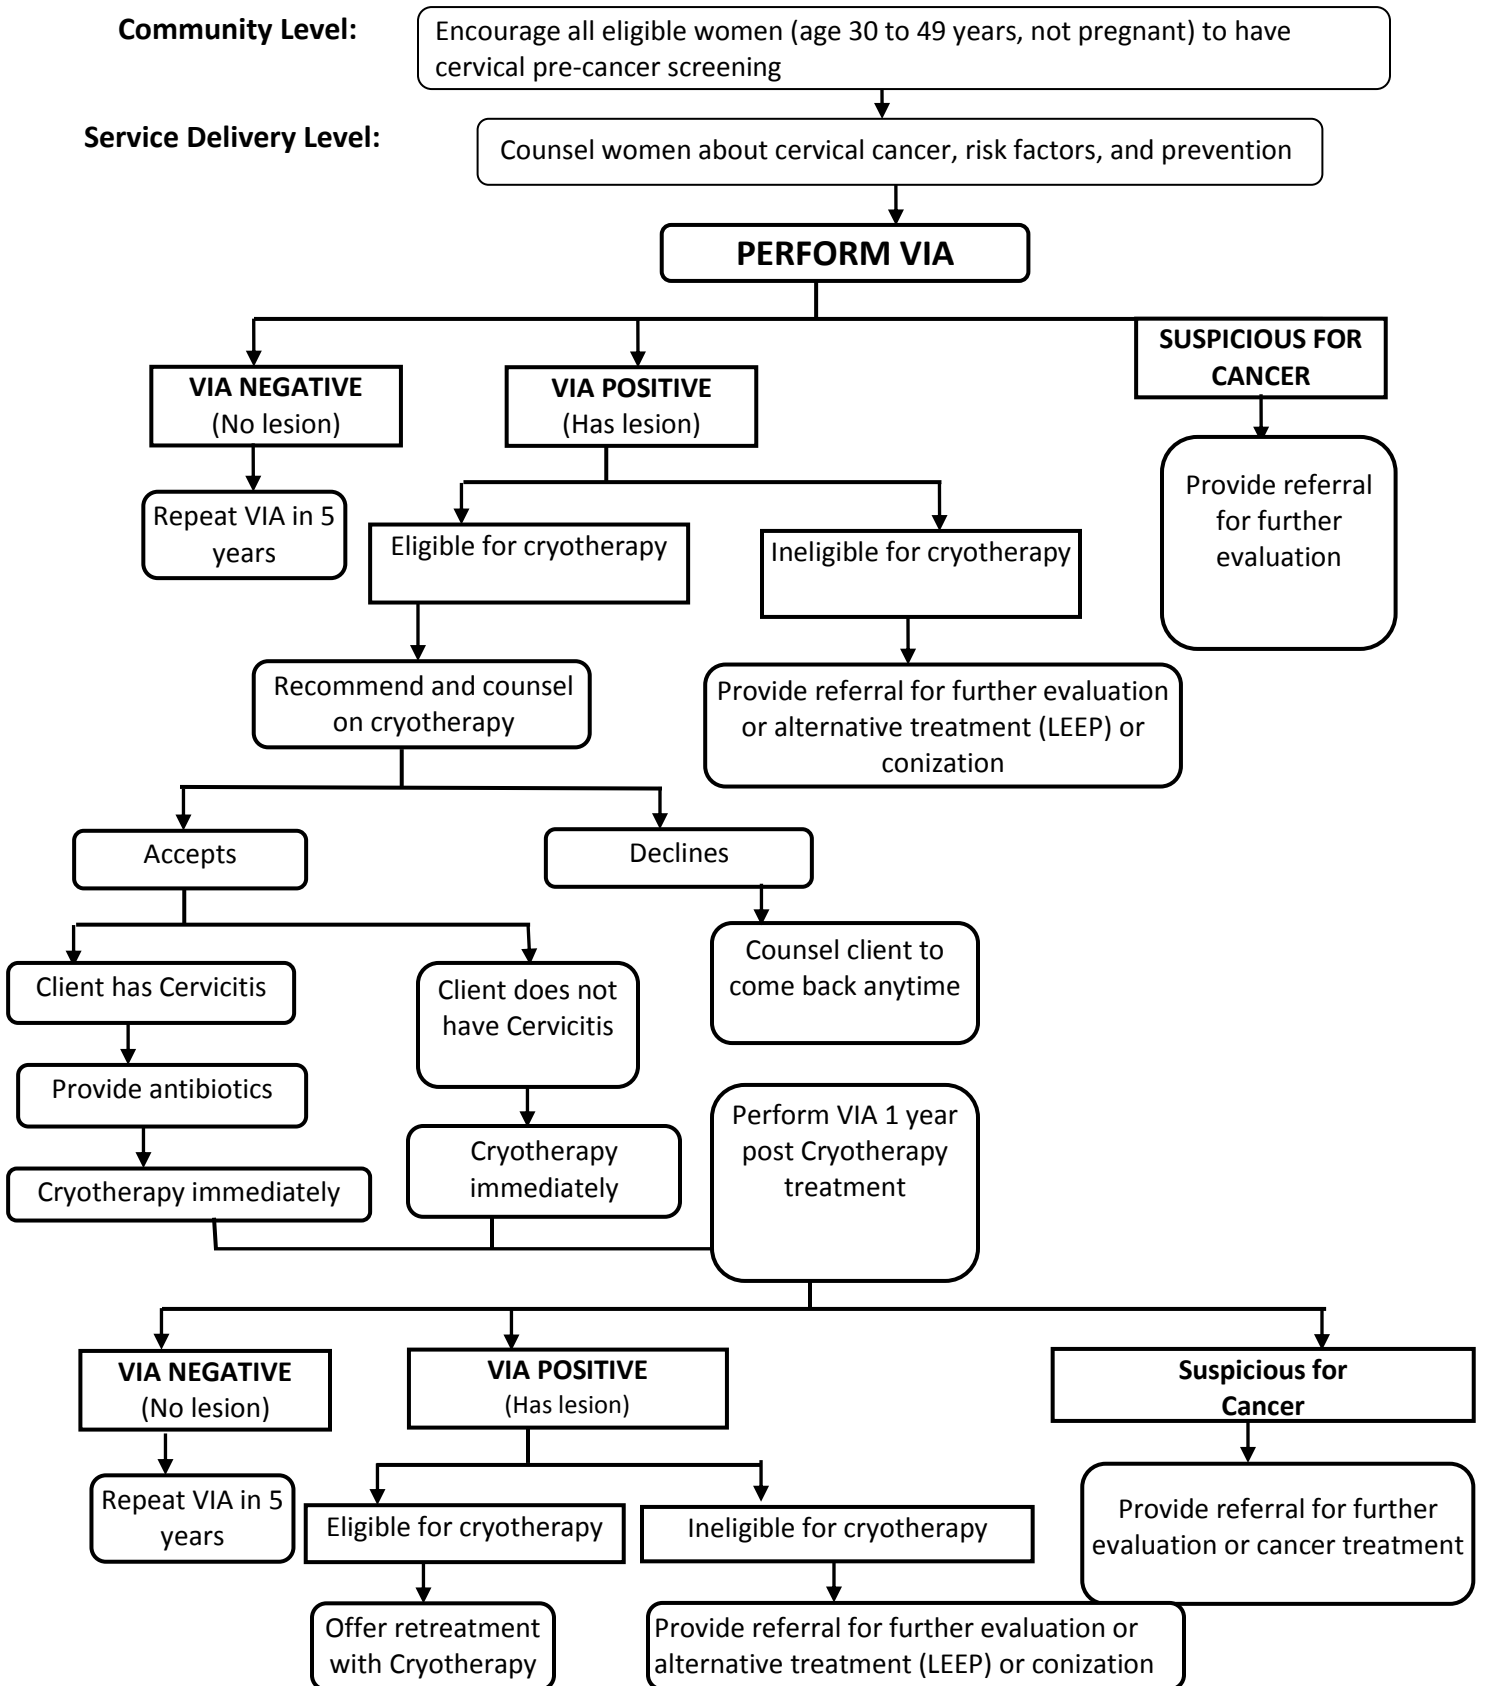 Community Level:
Encourage all eligible women (age 30 to 49 years, not pregnant) to have
cervical pre-cancer screening
Service Delivery Level:
Counsel women about cervical cancer, risk factors, and prevention
PERFORM VIA
VIA NEGATIVE
(No lesion)
VIA POSITIVE
(Has lesion)
SUSPICIOUS FOR
CANCER
Repeat VIA in 5
years
Eligible for cryotherapy
Ineligible for cryotherapy
Provide referral
for further
evaluation
Recommend and counsel
on cryotherapy
Provide referral for further evaluation
or alternative treatment (LEEP) or
conization
Accepts
Declines
Client has Cervicitis
Client does not
have Cervicitis
Counsel client to
come back anytime
Provide antibiotics
Cryotherapy immediately
Cryotherapy
immediately
Perform VIA 1 year
post Cryotherapy
treatment
VIA NEGATIVE
(No lesion)
VIA POSITIVE
(Has lesion)
Suspicious for
Cancer
Repeat VIA in 5
years
Eligible for cryotherapy
Ineligible for cryotherapy
Provide referral for further
evaluation or cancer treatment
Offer retreatment
with Cryotherapy
Provide referral for further evaluation or
alternative treatment (LEEP) or conization